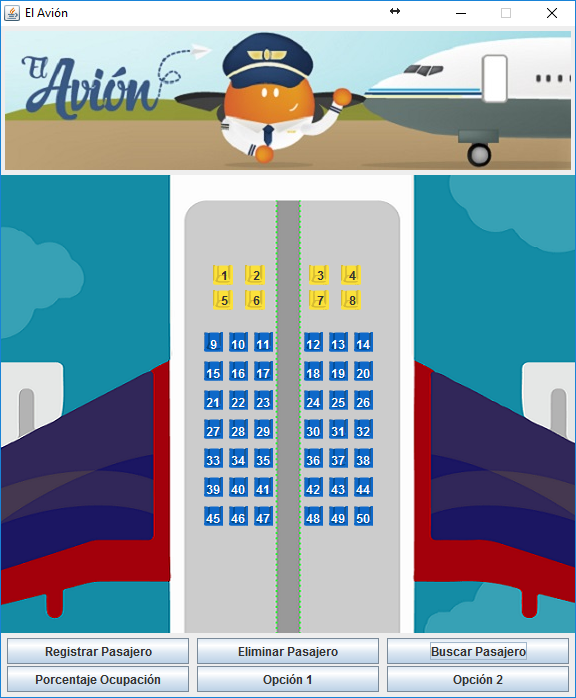 El Avión
El
Avión
1 2 3 4
5 6 7 8
9 10 11 12 13 14
15 16 17 18 19 20
21 22 23 24 25 26
27 28 29 30 31 32
33 34 35 36 37 38
39 40 41 42 43 44
45 46 47 48 49 50
Registrar Pasajero Eliminar Pasajero Buscar Pasajero
Porcentaje Ocupación Opción 1 Opción 2